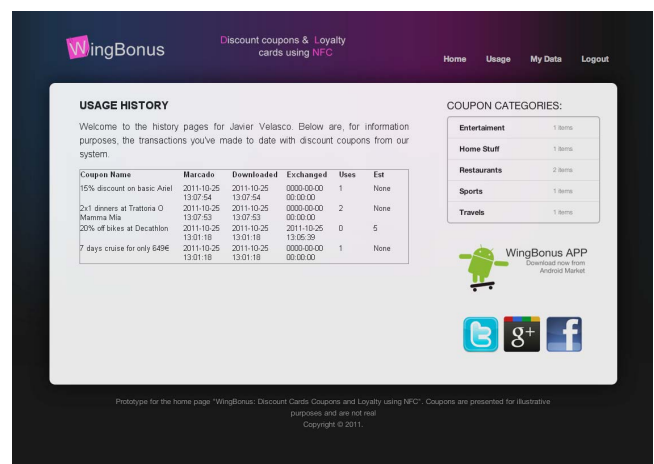 WingBonus
Discount coupons & Loyalty
cards using NFC
Home Usage My Data Logout
USAGE HISTORY
Welcome to the history pages for Javier Velasco. Below are, for information
purposes, the transactions you've made to date with discount coupons from our
system.
Coupon Name Marcado Downloaded Exchanged Uses Est
15% discount on basic Ariel 2011-10-25 2011-10-25 0000-00-00 1 None
13:07:54 13:07:54 00:00:00
2x1 dinners at Trattoria O 2011-10-25 2011-10-25 0000-00-00 2 None
Mamma Mia 13:07:53 13:07:53 00:00:00
20% off bikes at Decathlon 2011-10-25 2011-10-25 2011-10-25 0 5
13:01:18 13:01:18 13:05:39
7 days cruise for only 649€ 2011-10-25 2011-10-25 0000-00-00 1 None
13:01:18 13:01:18 00:00:00
COUPON CATEGORIES:
Entertaiment 1 items
Home Stuff 1 items
Restaurants 2 items
Sports 1 items
Travels 1 items
WingBonus APP
Download now from
Android Market
g+
f
Prototype for the home page "WingBonus: Discount Cards Coupons and Loyalty using NFC". Coupons are presented for illustrative
purposes and are not real
Copyright © 2011.